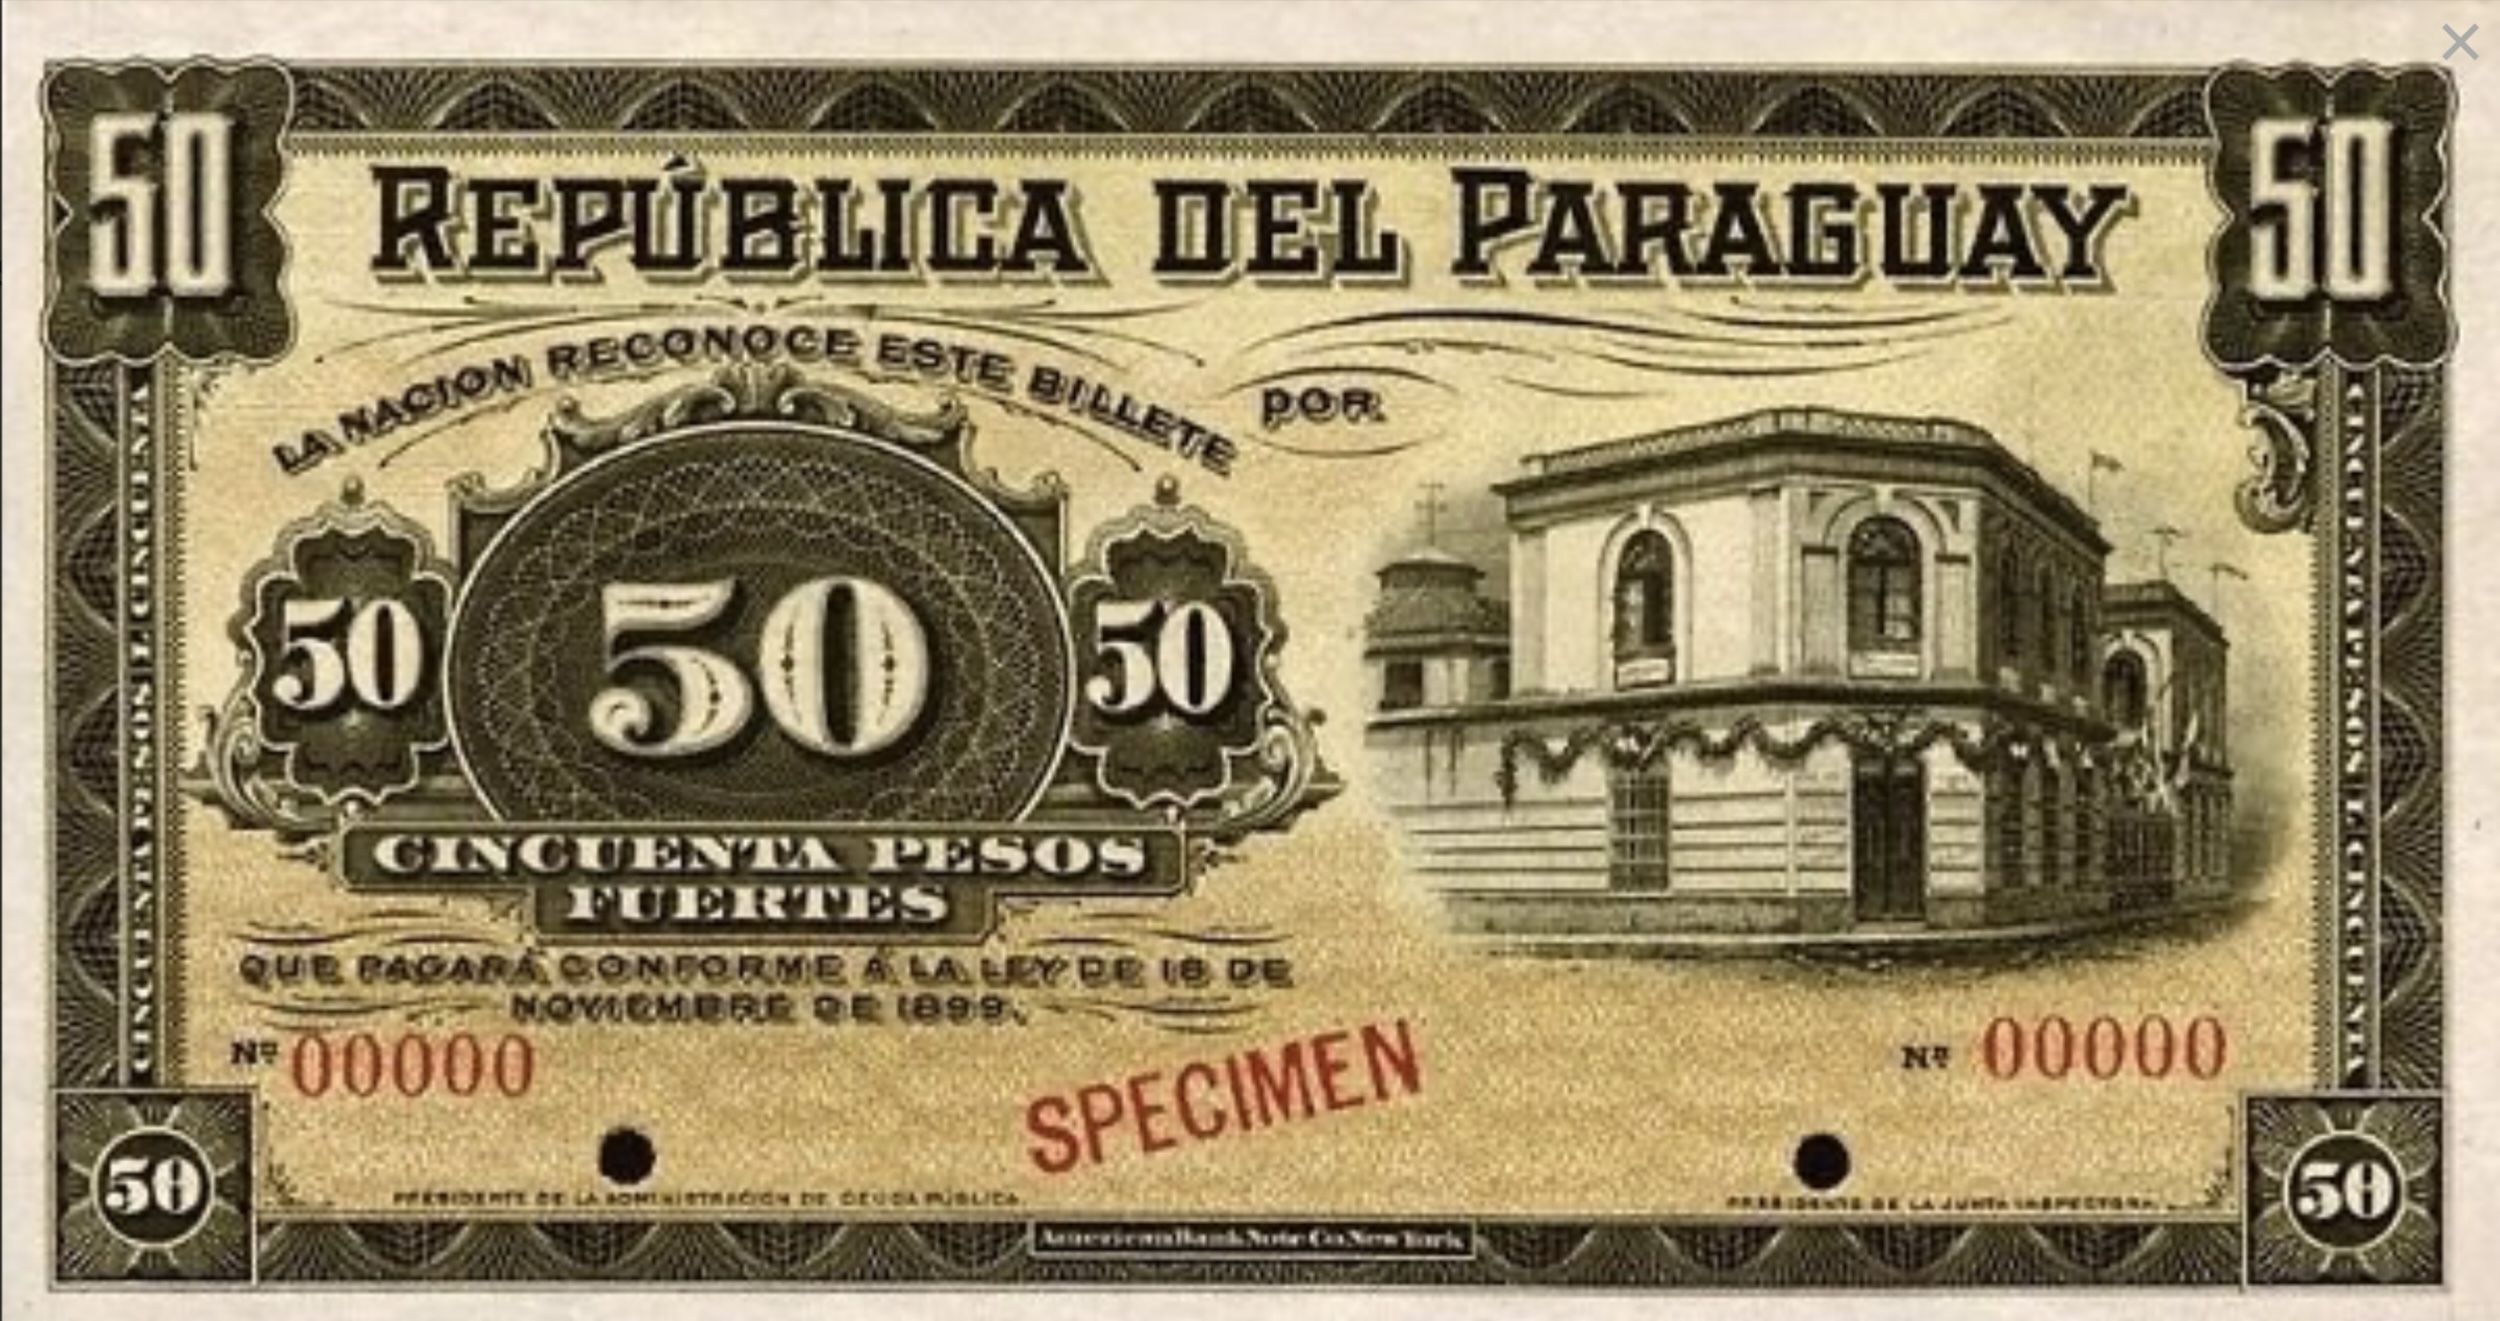 50 REPÚBLICA DEL PARAGUAY 50
LA NACION RECONOCE ESTE BILLETE POR
50 50 50
CINCUENTA PESOS
FUERTES
QUE PAGARÁ CONFORME Á LA LEY DE 18 DE
NOVIEMBRE DE 1899.
Nº 00000
Nº 00000
SPECIMEN
PRESIDENTE DE LA ADMINISTRACIÓN DE DEUDA PÚBLICA.
PRESIDENTE DE LA JUNTA INSPECTORA.
50 50
American Bank Note Co. New York
CINCUENTA PESOS CINCUENTA PESOS CINCUENTA
CINCUENTA PESOS CINCUENTA